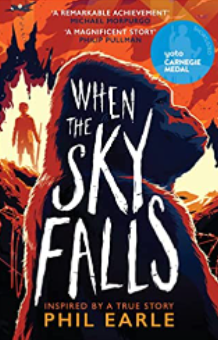 'A REMARKABLE ACHIEVEMENT'
MICHAEL MORPURGO
'A MAGNIFICENT STORY'
PHILIP PULLMAN
yoto
CARNEGIE
MEDAL
WHEN
THE
SKY
FALLS
INSPIRED BY A TRUE STORY
PHIL EARLE